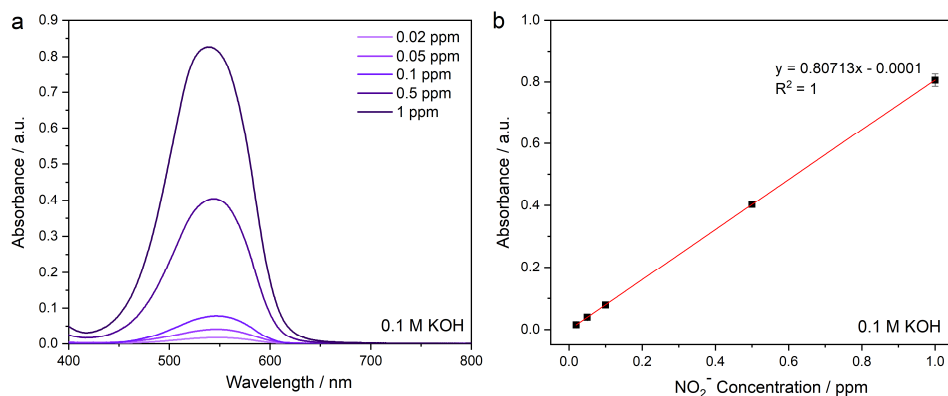 a
Absorbance / a.u.
0.9
0.8
0.7
0.6
0.5
0.4
0.3
0.2
0.1
0.0
400
500
600
700
800
Wavelength / nm
0.02 ppm
0.05 ppm
0.1 ppm
0.5 ppm
1 ppm
0.1 M KOH
b
Absorbance / a.u.
1.0
0.8
0.6
0.4
0.2
0.0
0.0
0.2
0.4
0.6
0.8
1.0
NO₂⁻ Concentration / ppm
y = 0.80713x - 0.0001
R² = 1
0.1 M KOH